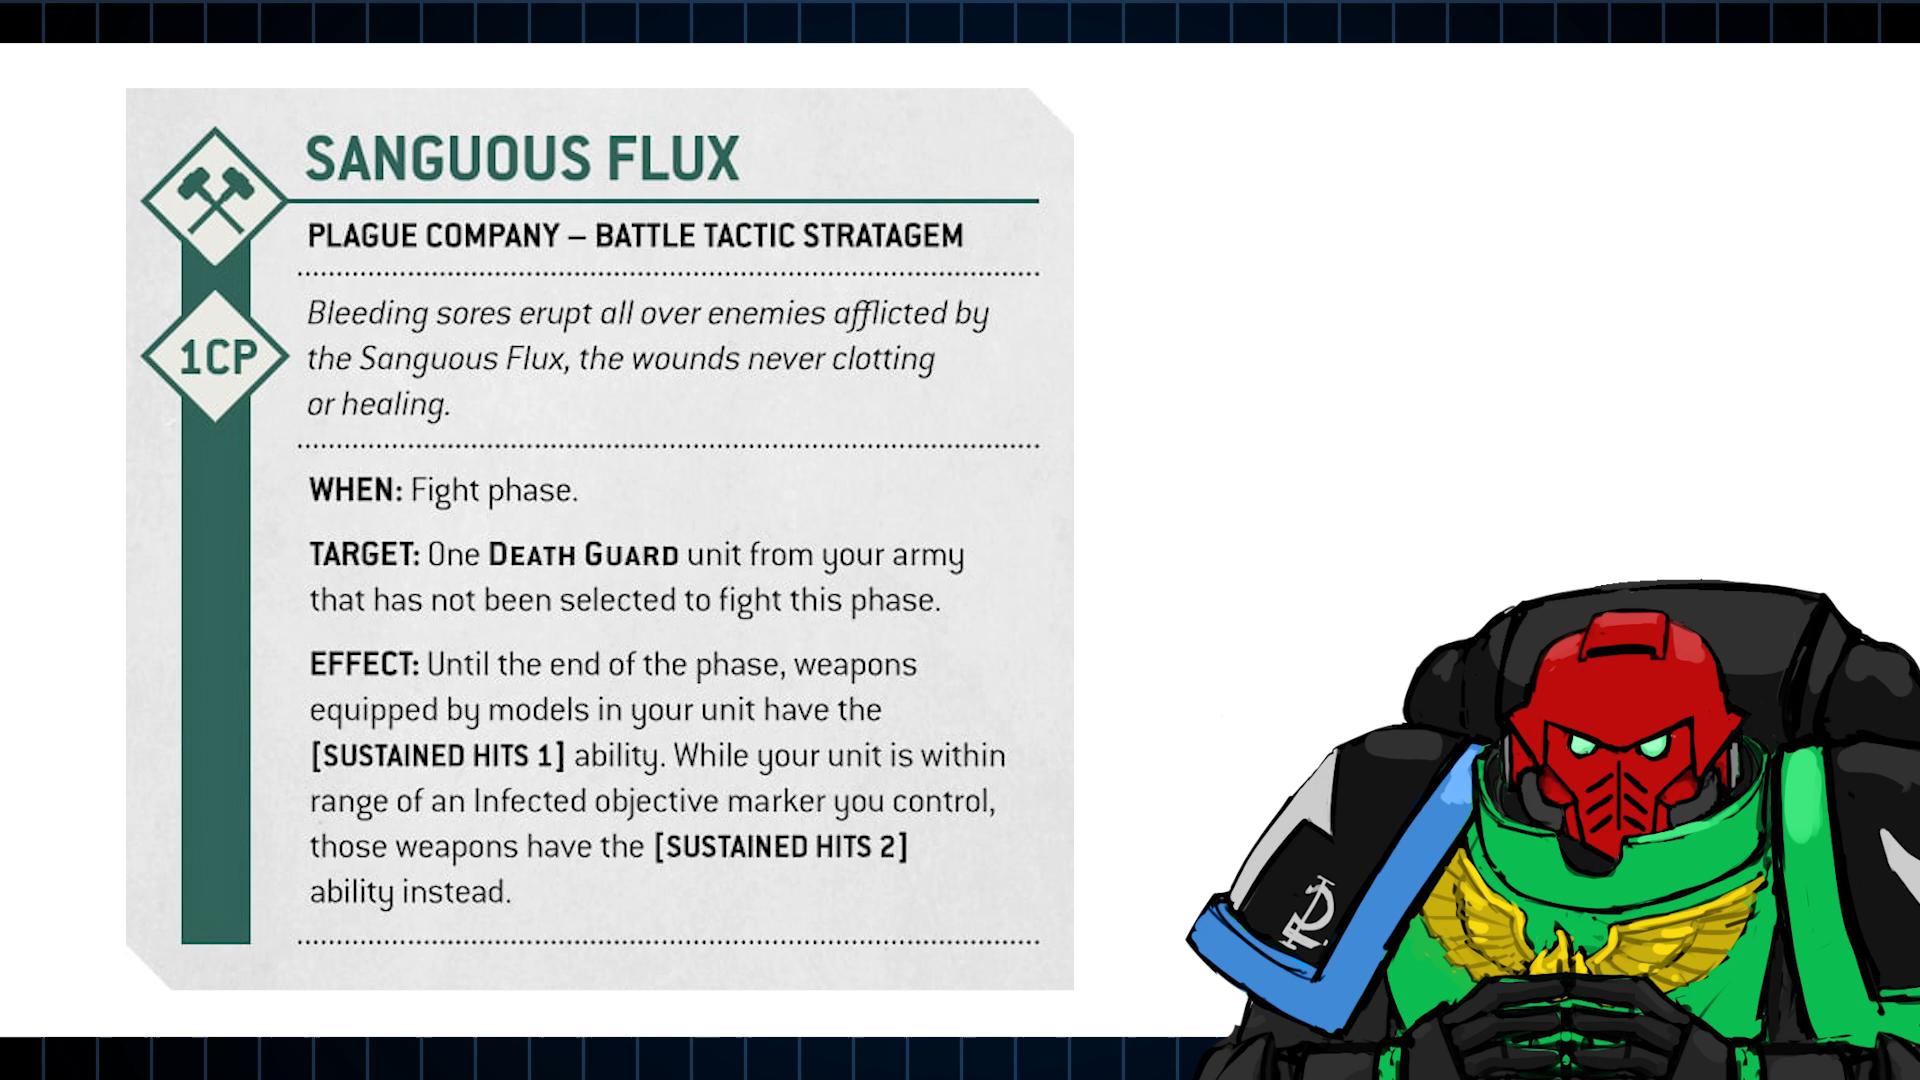 SANGUOUS FLUX
PLAGUE COMPANY – BATTLE TACTIC STRATAGEM
1CP
Bleeding sores erupt all over enemies afflicted by
the Sanguous Flux, the wounds never clotting
or healing.
WHEN: Fight phase.
TARGET: One DEATH GUARD unit from your army
that has not been selected to fight this phase.
EFFECT: Until the end of the phase, weapons
equipped by models in your unit have the
[SUSTAINED HITS 1] ability. While your unit is within
range of an Infected objective marker you control,
those weapons have the [SUSTAINED HITS 2]
ability instead.